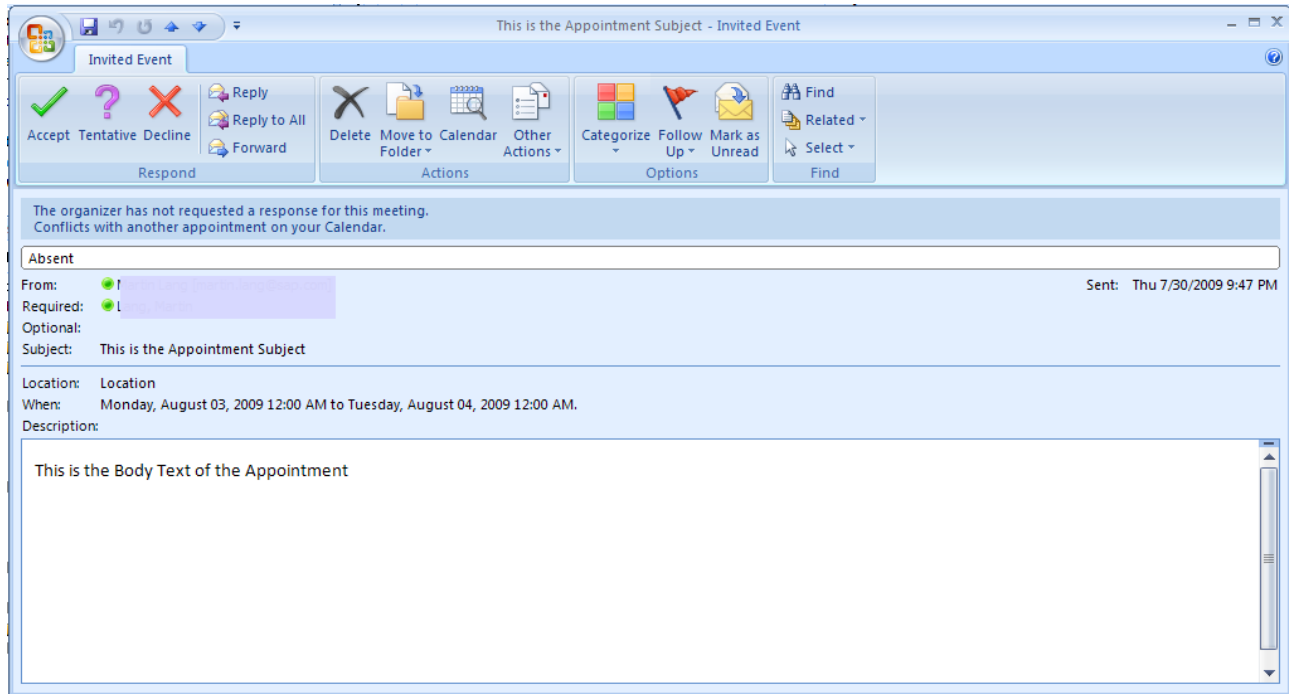 This is the Appointment Subject - Invited Event
Invited Event
Accept Tentative Decline
Reply
Reply to All
Forward
Respond
Delete Move to Folder Calendar Other Actions
Actions
Categorize Follow Up Mark as Unread
Options
Find
Related
Select
Find
The organizer has not requested a response for this meeting.
Conflicts with another appointment on your Calendar.
Absent
From: Sent: Thu 7/30/2009 9:47 PM
Required:
Optional:
Subject: This is the Appointment Subject
Location: Location
When: Monday, August 03, 2009 12:00 AM to Tuesday, August 04, 2009 12:00 AM.
Description:
This is the Body Text of the Appointment